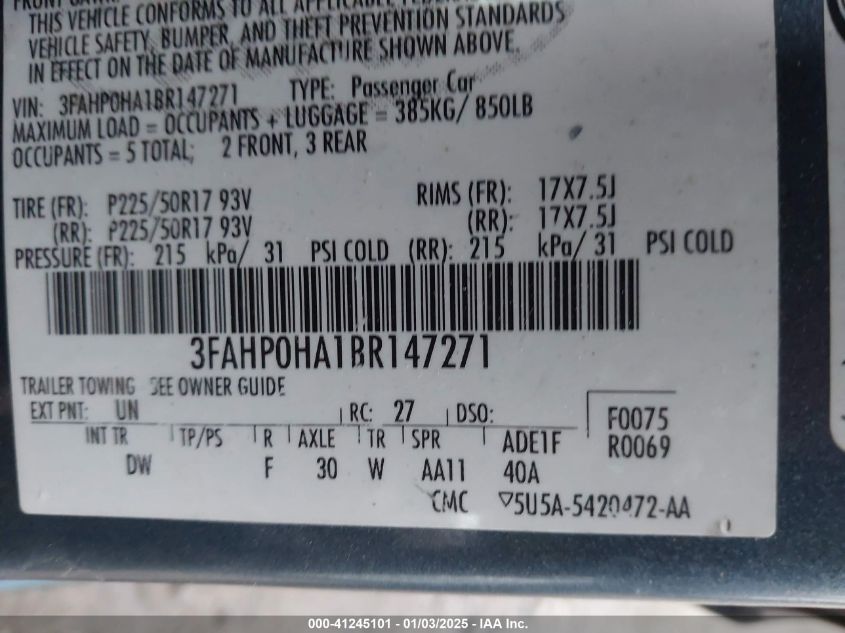 THIS VEHICLE CONFORMS TO ALL APPLICABLE FEDERAL
VEHICLE SAFETY, BUMPER, AND THEFT PREVENTION STANDARDS
IN EFFECT ON THE DATE OF MANUFACTURE SHOWN ABOVE.
VIN: 3FAHP0HA1BR147271 TYPE: Passenger Car
MAXIMUM LOAD = OCCUPANTS + LUGGAGE = 385KG/ 850LB
OCCUPANTS = 5 TOTAL; 2 FRONT, 3 REAR
TIRE (FR): P225/50R17 93V RIMS (FR): 17X7.5J
(RR): P225/50R17 93V (RR): 17X7.5J
PRESSURE (FR): 215 kPa/ 31 PSI COLD (RR): 215 kPa/ 31 PSI COLD
3FAHP0HA1BR147271
TRAILER TOWING SEE OWNER GUIDE
EXT PNT: UN RC: 27 DSO: F0075
R0069
INT TR TP/PS R AXLE TR SPR ADE1F
DW F 30 W AA11 40A
CMC ▽5U5A-5420472-AA
000-41245101 | 01/03/2025 - IAA Inc.